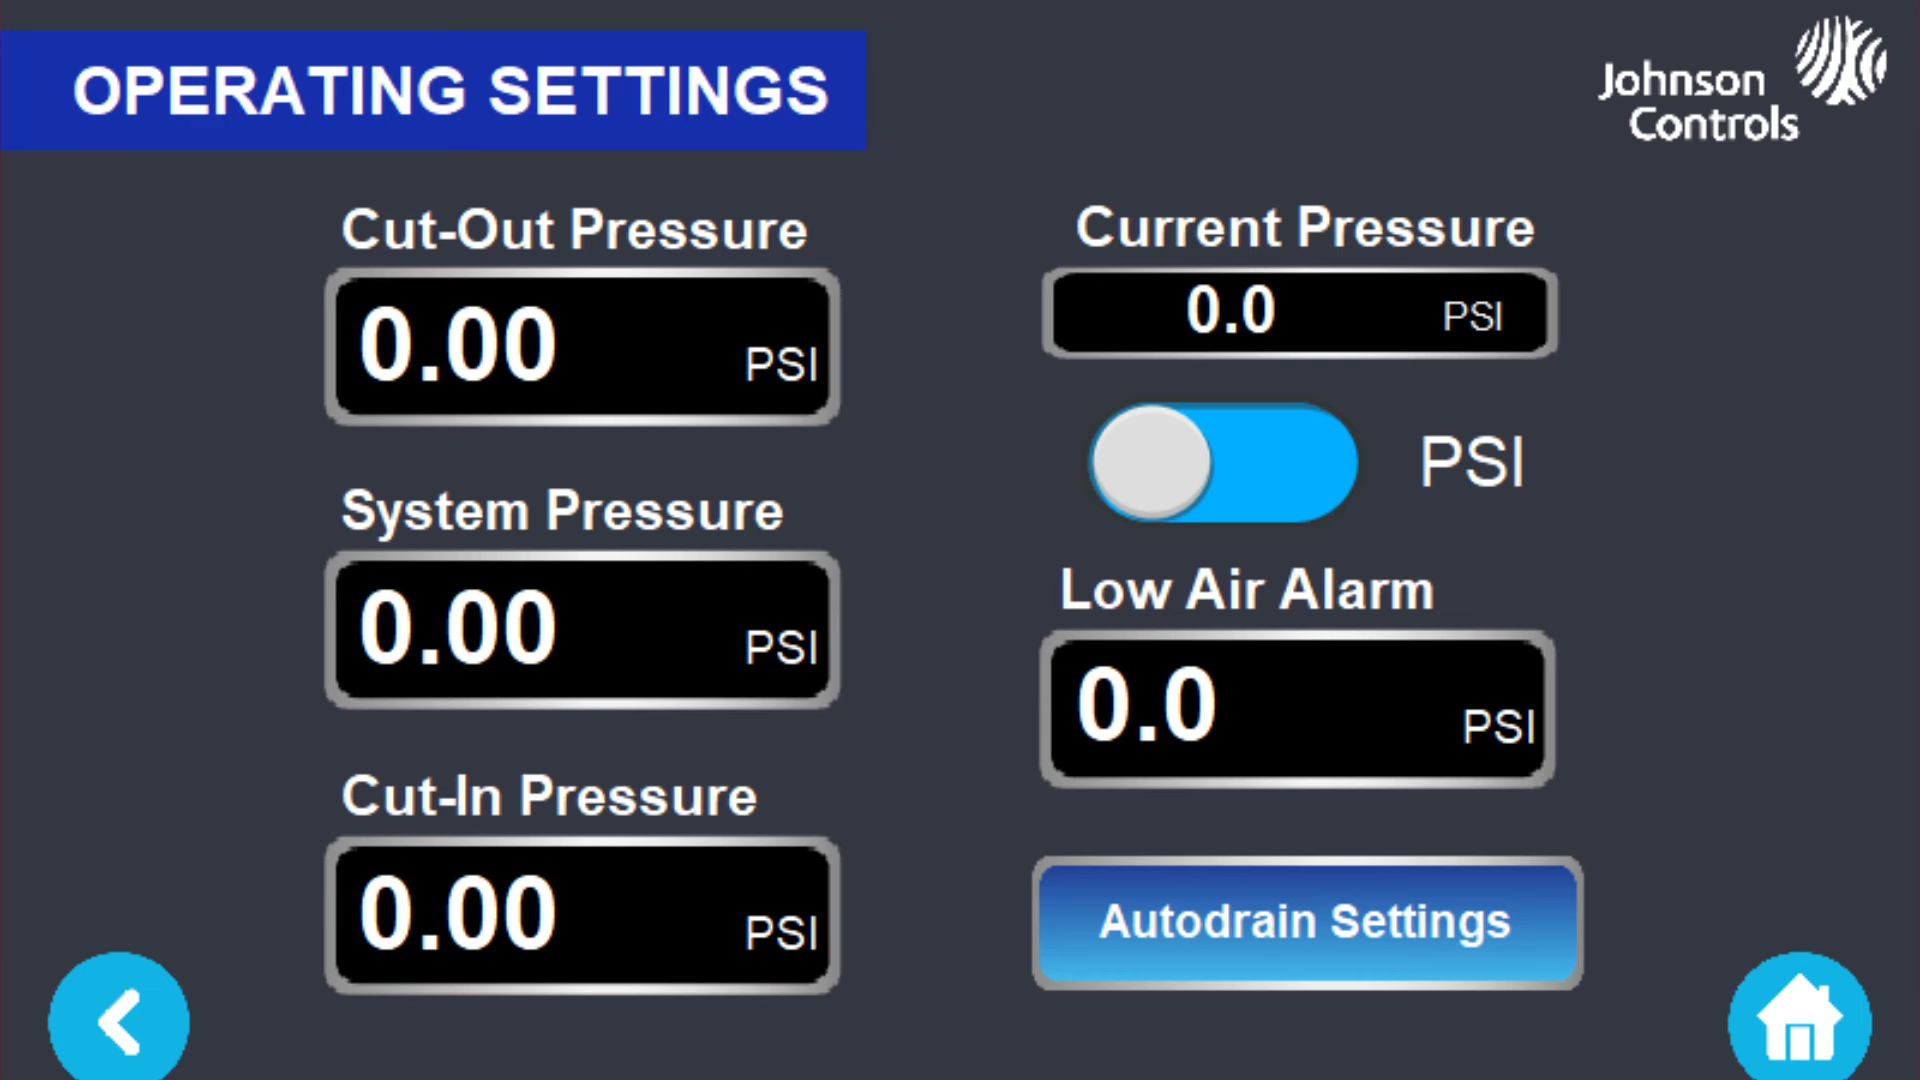 OPERATING SETTINGS
Johnson
Controls
Cut-Out Pressure
0.00 PSI
System Pressure
0.00 PSI
Cut-In Pressure
0.00 PSI
Current Pressure
0.0 PSI
PSI
Low Air Alarm
0.0 PSI
Autodrain Settings